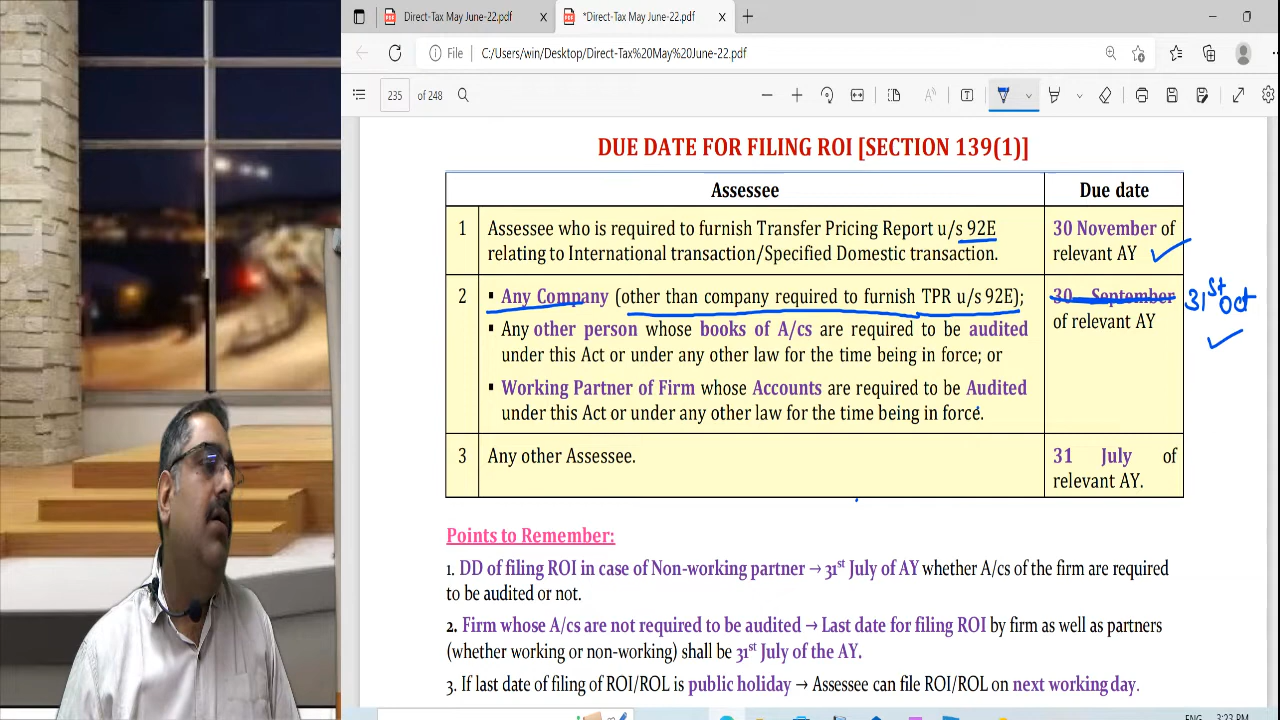 Direct-Tax May June-22.pdf
*Direct-Tax May June-22.pdf
File
C:/Users/win/Desktop/Direct-Tax%20May%20June-22.pdf
235 of 248
DUE DATE FOR FILING ROI [SECTION 139(1)]
Assessee Due date
1 Assessee who is required to furnish Transfer Pricing Report u/s 92E 30 November of
relating to International transaction/Specified Domestic transaction. relevant AY
2 ▪ Any Company (other than company required to furnish TPR u/s 92E); 30 September 31st Oct
▪ Any other person whose books of A/cs are required to be audited of relevant AY
under this Act or under any other law for the time being in force; or
▪ Working Partner of Firm whose Accounts are required to be Audited
under this Act or under any other law for the time being in force.
3 Any other Assessee. 31 July of
relevant AY.
Points to Remember:
1. DD of filing ROI in case of Non-working partner → 31st July of AY whether A/cs of the firm are required
to be audited or not.
2. Firm whose A/cs are not required to be audited → Last date for filing ROI by firm as well as partners
(whether working or non-working) shall be 31st July of the AY.
3. If last date of filing of ROI/ROL is public holiday → Assessee can file ROI/ROL on next working day.
ENG 3:23 PM